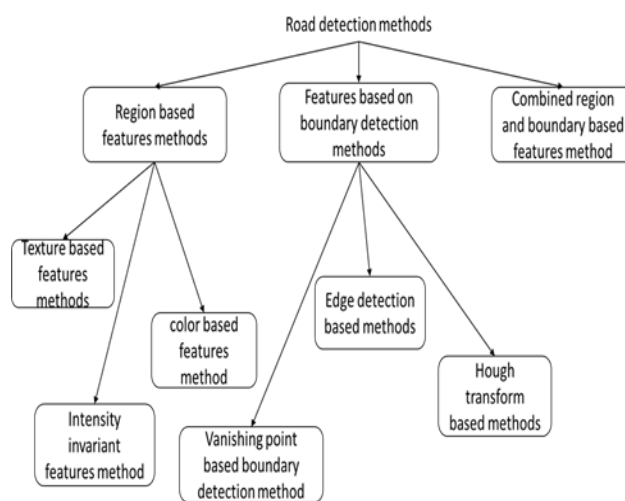 Road detection methods
Region based
features methods
Features based on
boundary detection
methods
Combined region
and boundary based
features method
Texture based
features
methods
color based
features
method
Edge detection
based methods
Hough
transform
based methods
Intensity
invariant
features method
Vanishing point
based boundary
detection method